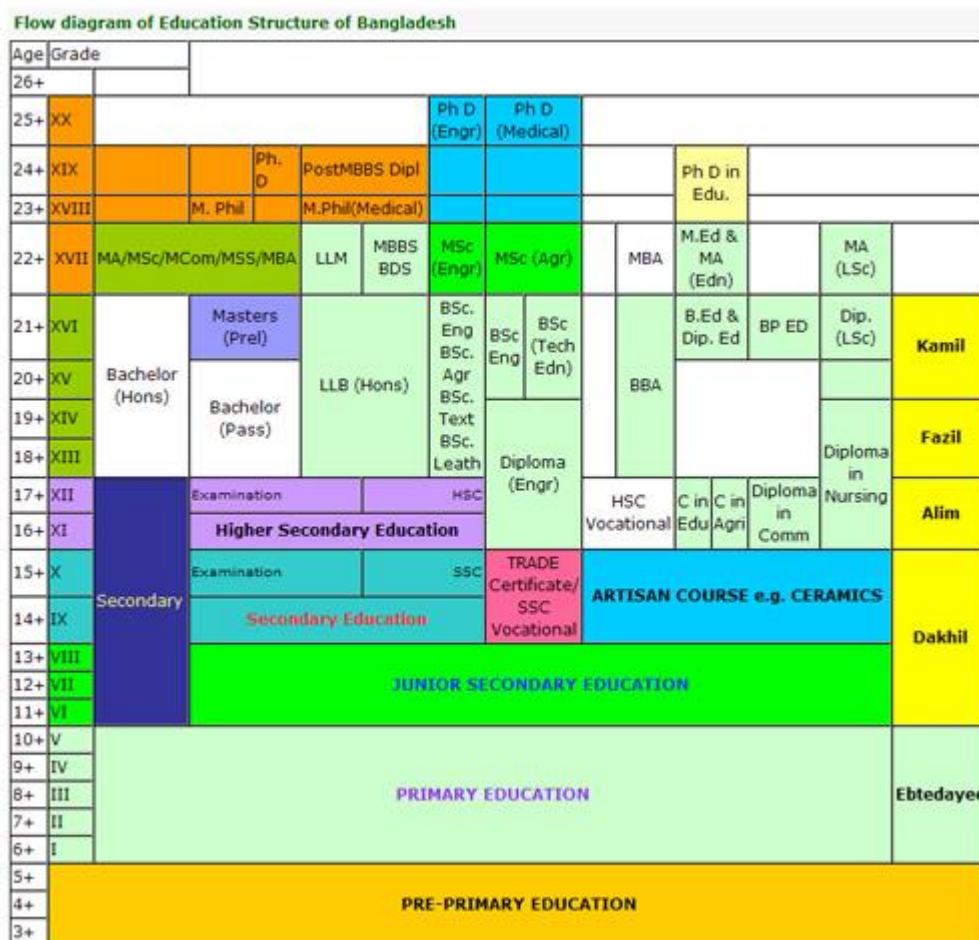 Flow diagram of Education Structure of Bangladesh
Age Grade
26+
25+ XX Ph D (Engr) Ph D (Medical)
24+ XIX Ph. D PostMBBS Dipl Ph D in Edu.
23+ XVIII M. Phil M.Phil(Medical)
22+ XVII MA/MSc/MCom/MSS/MBA LLM MBBS BDS MSc (Engr) MSc (Agr) MBA M.Ed & MA (Edn) MA (LSc)
21+ XVI Masters (Prel) BSc. Eng BSc. Agr BSc. Text BSc. Leath BSc Eng BSc (Tech Edn) B.Ed & Dip. Ed BP ED Dip. (LSc) Kamil
20+ XV Bachelor (Hons) LLB (Hons) BBA
19+ XIV Bachelor (Pass) Fazil
18+ XIII Diploma (Engr) Diploma in Nursing
17+ XII Examination HSC HSC Vocational C in Edu C in Agri Diploma in Comm Alim
16+ XI Higher Secondary Education
15+ X Secondary Examination SSC TRADE Certificate/ SSC Vocational ARTISAN COURSE e.g. CERAMICS
14+ IX Secondary Education Dakhil
13+ VIII
12+ VII JUNIOR SECONDARY EDUCATION
11+ VI
10+ V
9+ IV
8+ III PRIMARY EDUCATION Ebtedayee
7+ II
6+ I
5+
4+ PRE-PRIMARY EDUCATION
3+